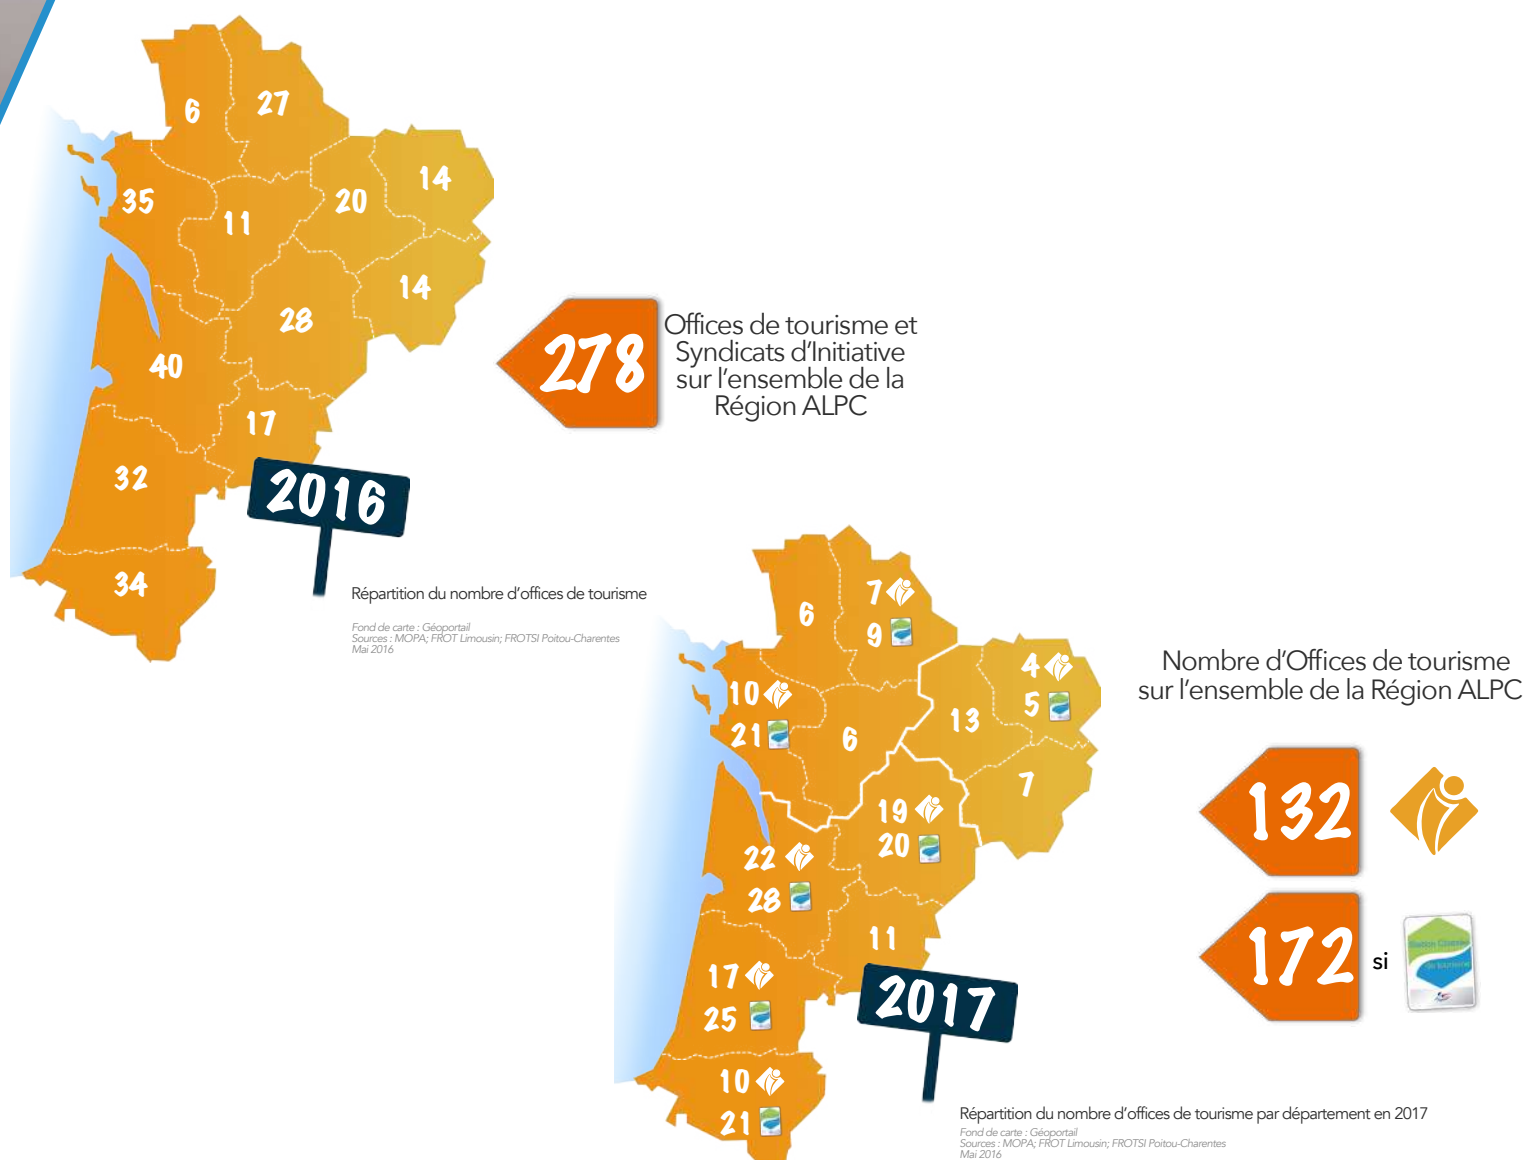 6
27
35
11
20
14
14
28
40
17
32
34
2016
278
Offices de tourisme et
Syndicats d'Initiative
sur l'ensemble de la
Région ALPC
Répartition du nombre d'offices de tourisme
Fond de carte : Géoportail
Sources : MOPA; FROT Limousin; FROTSI Poitou-Charentes
Mai 2016
6
7
9
10
21
6
13
4
5
7
19
20
22
28
11
17
25
10
21
2017
Nombre d'Offices de tourisme
sur l'ensemble de la Région ALPC
132
172 si
Répartition du nombre d'offices de tourisme par département en 2017
Fond de carte : Géoportail
Sources : MOPA; FROT Limousin; FROTSI Poitou-Charentes
Mai 2016